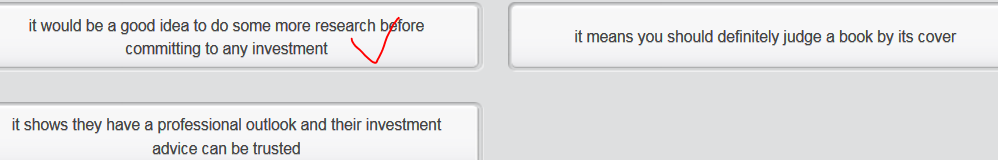 it would be a good idea to do some more research before
committing to any investment
it means you should definitely judge a book by its cover
it shows they have a professional outlook and their investment
advice can be trusted